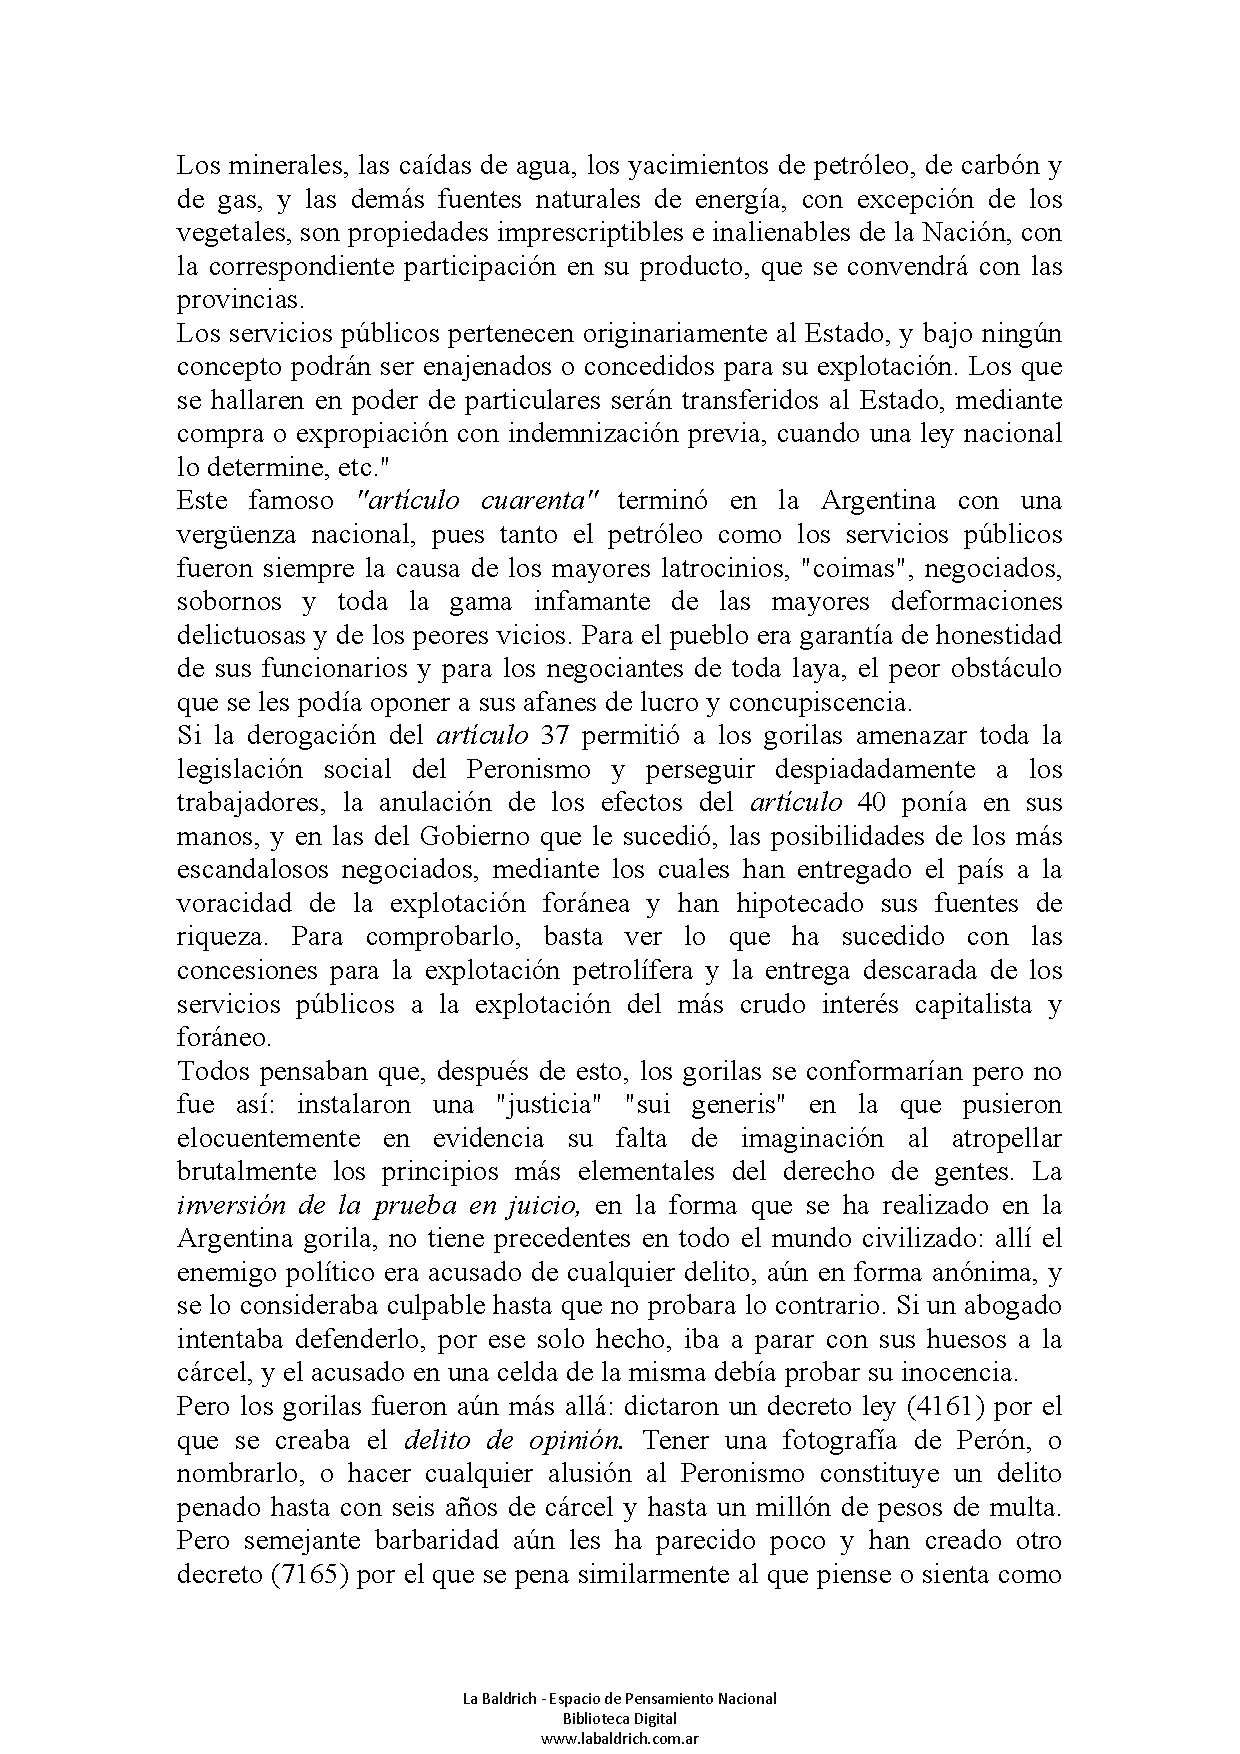 Los minerales, las caídas de agua, los yacimientos de petróleo, de carbón y
de gas, y las demás fuentes naturales de energía, con excepción de los
vegetales, son propiedades imprescriptibles e inalienables de la Nación, con
la correspondiente participación en su producto, que se convendrá con las
provincias.
Los servicios públicos pertenecen originariamente al Estado, y bajo ningún
concepto podrán ser enajenados o concedidos para su explotación. Los que
se hallaren en poder de particulares serán transferidos al Estado, mediante
compra o expropiación con indemnización previa, cuando una ley nacional
lo determine, etc."
Este famoso "artículo cuarenta" terminó en la Argentina con una
vergüenza nacional, pues tanto el petróleo como los servicios públicos
fueron siempre la causa de los mayores latrocinios, "coimas", negociados,
sobornos y toda la gama infamante de las mayores deformaciones
delictuosas y de los peores vicios. Para el pueblo era garantía de honestidad
de sus funcionarios y para los negociantes de toda laya, el peor obstáculo
que se les podía oponer a sus afanes de lucro y concupiscencia.
Si la derogación del artículo 37 permitió a los gorilas amenazar toda la
legislación social del Peronismo y perseguir despiadadamente a los
trabajadores, la anulación de los efectos del artículo 40 ponía en sus
manos, y en las del Gobierno que le sucedió, las posibilidades de los más
escandalosos negociados, mediante los cuales han entregado el país a la
voracidad de la explotación foránea y han hipotecado sus fuentes de
riqueza. Para comprobarlo, basta ver lo que ha sucedido con las
concesiones para la explotación petrolífera y la entrega descarada de los
servicios públicos a la explotación del más crudo interés capitalista y
foráneo.
Todos pensaban que, después de esto, los gorilas se conformarían pero no
fue así: instalaron una "justicia" "sui generis" en la que pusieron
elocuentemente en evidencia su falta de imaginación al atropellar
brutalmente los principios más elementales del derecho de gentes. La
inversión de la prueba en juicio, en la forma que se ha realizado en la
Argentina gorila, no tiene precedentes en todo el mundo civilizado: allí el
enemigo político era acusado de cualquier delito, aún en forma anónima, y
se lo consideraba culpable hasta que no probara lo contrario. Si un abogado
intentaba defenderlo, por ese solo hecho, iba a parar con sus huesos a la
cárcel, y el acusado en una celda de la misma debía probar su inocencia.
Pero los gorilas fueron aún más allá: dictaron un decreto ley (4161) por el
que se creaba el delito de opinión. Tener una fotografía de Perón, o
nombrarlo, o hacer cualquier alusión al Peronismo constituye un delito
penado hasta con seis años de cárcel y hasta un millón de pesos de multa.
Pero semejante barbaridad aún les ha parecido poco y han creado otro
decreto (7165) por el que se pena similarmente al que piense o sienta como
La Baldrich - Espacio de Pensamiento Nacional
Biblioteca Digital
www.labaldrich.com.ar